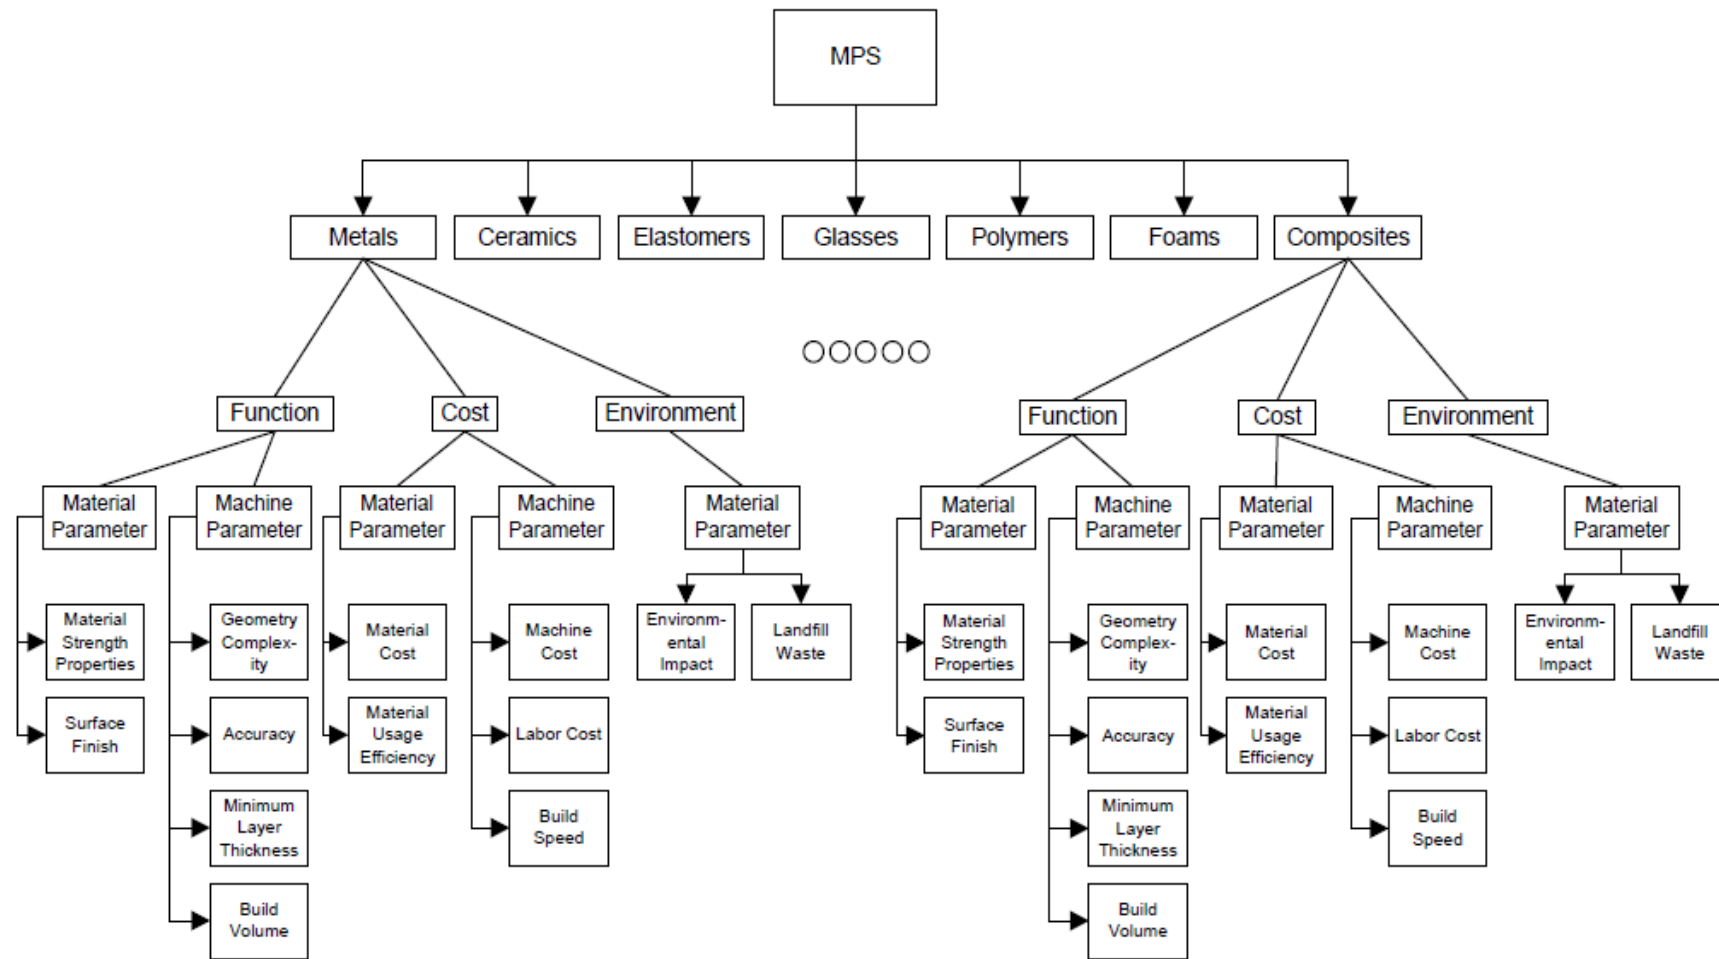 MPS
Metals
Ceramics
Elastomers
Glasses
Polymers
Foams
Composites
Function
Cost
Environment
Function
Cost
Environment
Material
Parameter
Machine
Parameter
Material
Parameter
Machine
Parameter
Material
Parameter
Material
Parameter
Machine
Parameter
Material
Parameter
Machine
Parameter
Material
Parameter
Material
Strength
Properties
Geometry
Complex-
ity
Material
Cost
Machine
Cost
Environm-
ental
Impact
Landfill
Waste
Material
Strength
Properties
Geometry
Complex-
ity
Material
Cost
Machine
Cost
Environm-
ental
Impact
Landfill
Waste
Surface
Finish
Accuracy
Material
Usage
Efficiency
Labor Cost
Surface
Finish
Accuracy
Material
Usage
Efficiency
Labor Cost
Minimum
Layer
Thickness
Build
Speed
Minimum
Layer
Thickness
Build
Speed
Build
Volume
Build
Volume